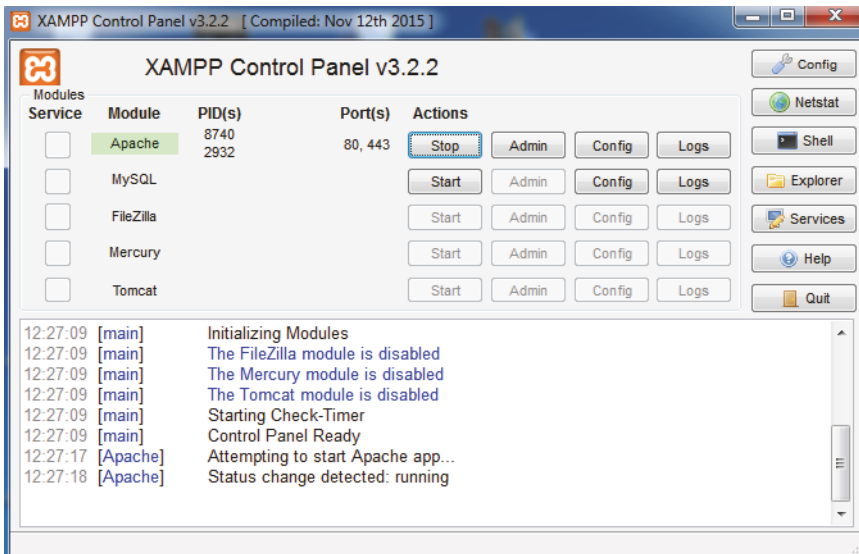 XAMPP Control Panel v3.2.2 [ Compiled: Nov 12th 2015 ]
XAMPP Control Panel v3.2.2
Config
Modules
Service Module PID(s) Port(s) Actions
Netstat
Apache 8740 2932 80, 443 Stop Admin Config Logs
Shell
MySQL Start Admin Config Logs
Explorer
FileZilla Start Admin Config Logs
Services
Mercury Start Admin Config Logs
Help
Tomcat Start Admin Config Logs
Quit
12:27:09 [main] Initializing Modules
12:27:09 [main] The FileZilla module is disabled
12:27:09 [main] The Mercury module is disabled
12:27:09 [main] The Tomcat module is disabled
12:27:09 [main] Starting Check-Timer
12:27:09 [main] Control Panel Ready
12:27:17 [Apache] Attempting to start Apache app...
12:27:18 [Apache] Status change detected: running